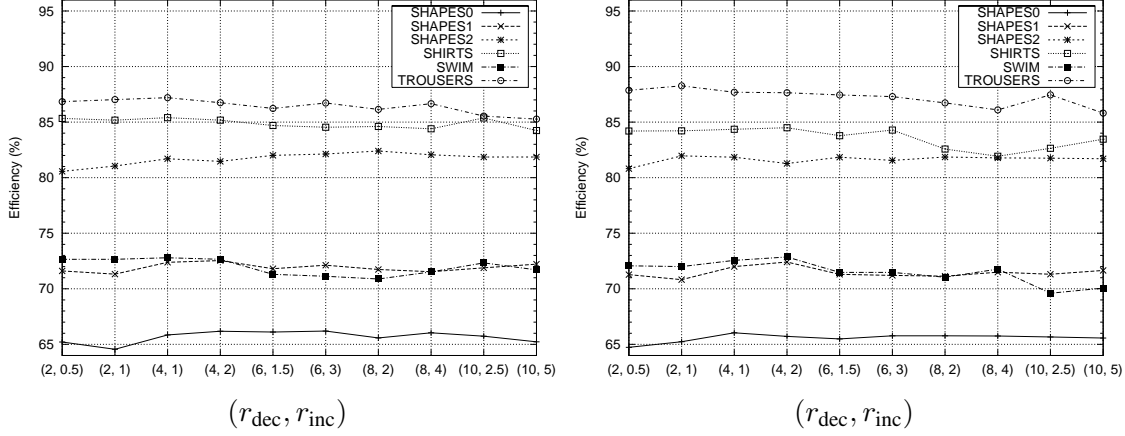 95
90
85
80
75
70
65
Efficiency (%)
SHAPES0
SHAPES1
SHAPES2
SHIRTS
SWIM
TROUSERS
(2, 0.5) (2, 1) (4, 1) (4, 2) (6, 1.5) (6, 3) (8, 2) (8, 4) (10, 2.5) (10, 5)
(r_dec, r_inc)
95
90
85
80
75
70
65
Efficiency (%)
SHAPES0
SHAPES1
SHAPES2
SHIRTS
SWIM
TROUSERS
(2, 0.5) (2, 1) (4, 1) (4, 2) (6, 1.5) (6, 3) (8, 2) (8, 4) (10, 2.5) (10, 5)
(r_dec, r_inc)